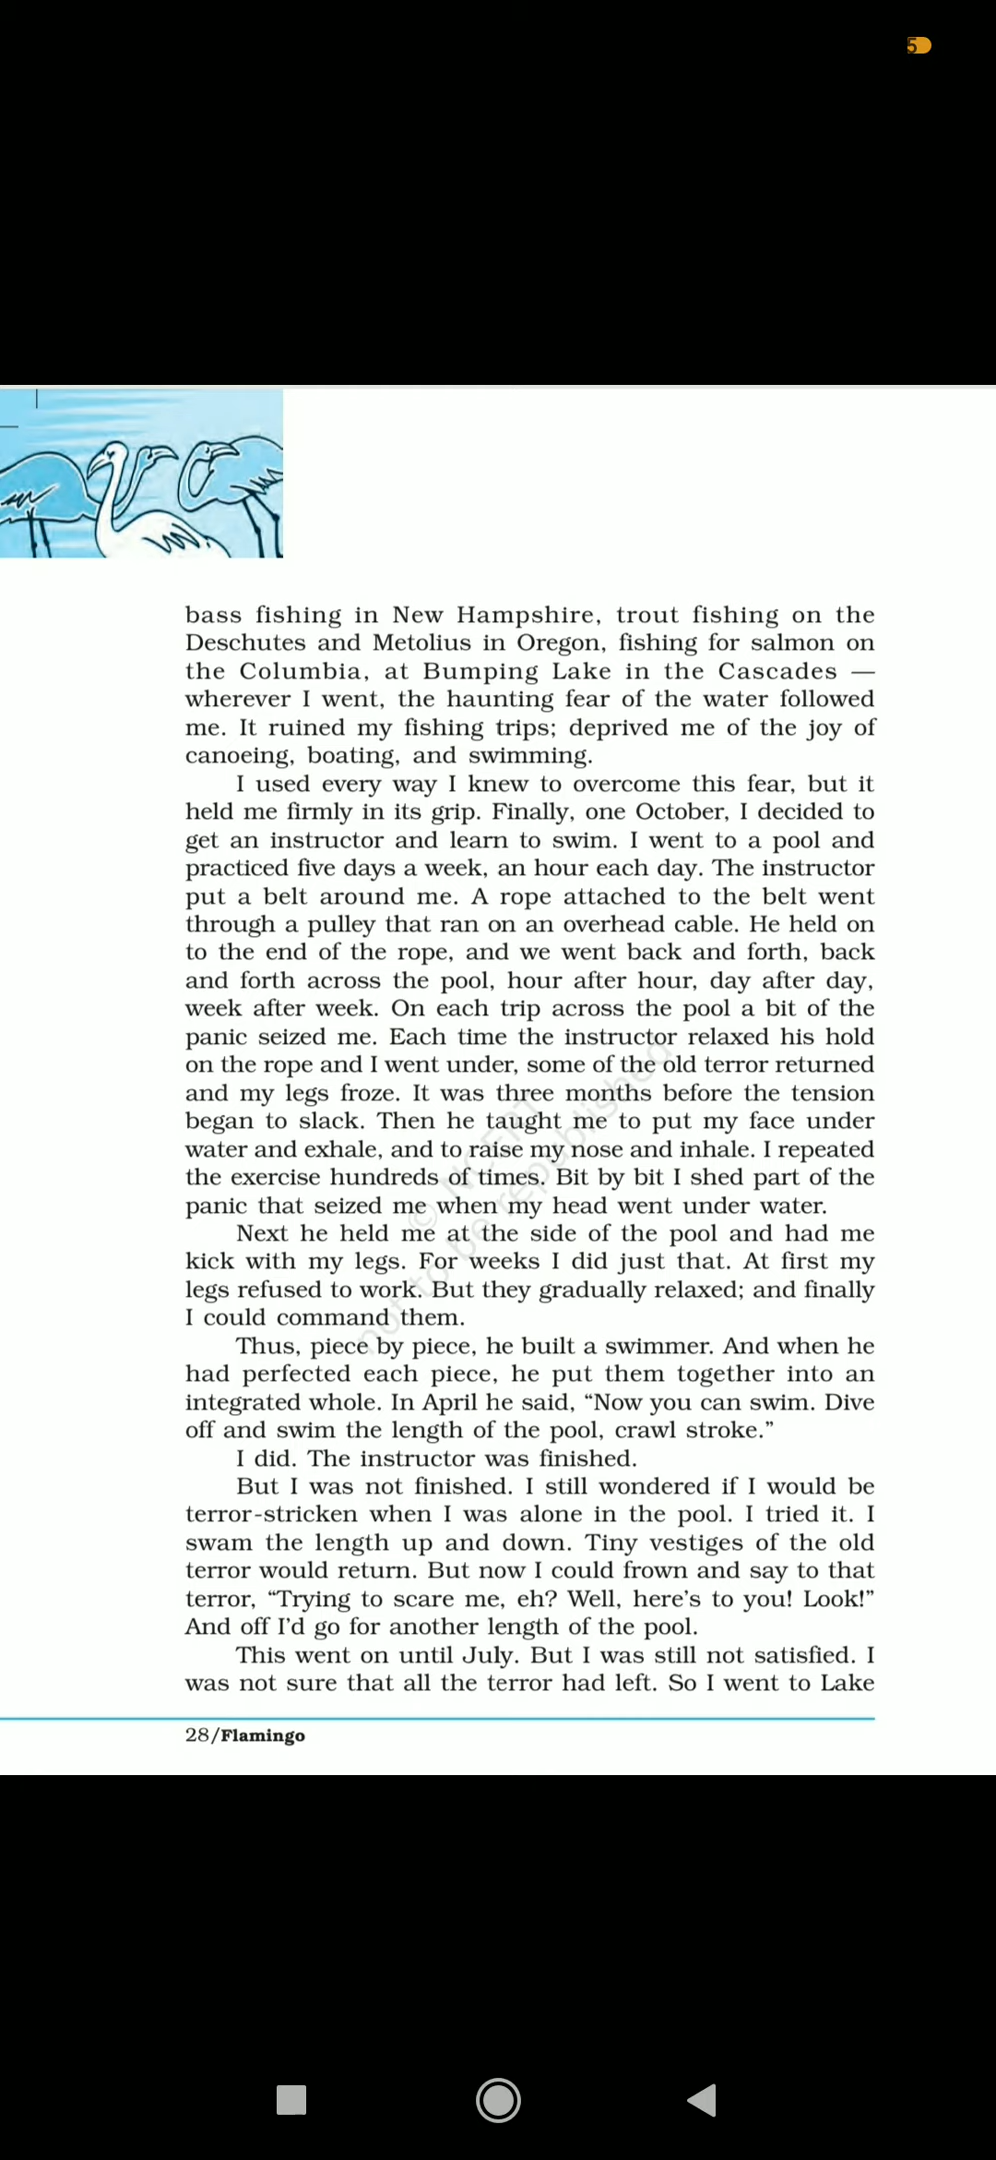 5
bass fishing in New Hampshire, trout fishing on the
Deschutes and Metolius in Oregon, fishing for salmon on
the Columbia, at Bumping Lake in the Cascades —
wherever I went, the haunting fear of the water followed
me. It ruined my fishing trips; deprived me of the joy of
canoeing, boating, and swimming.
I used every way I knew to overcome this fear, but it
held me firmly in its grip. Finally, one October, I decided to
get an instructor and learn to swim. I went to a pool and
practiced five days a week, an hour each day. The instructor
put a belt around me. A rope attached to the belt went
through a pulley that ran on an overhead cable. He held on
to the end of the rope, and we went back and forth, back
and forth across the pool, hour after hour, day after day,
week after week. On each trip across the pool a bit of the
panic seized me. Each time the instructor relaxed his hold
on the rope and I went under, some of the old terror returned
and my legs froze. It was three months before the tension
began to slack. Then he taught me to put my face under
water and exhale, and to raise my nose and inhale. I repeated
the exercise hundreds of times. Bit by bit I shed part of the
panic that seized me when my head went under water.
Next he held me at the side of the pool and had me
kick with my legs. For weeks I did just that. At first my
legs refused to work. But they gradually relaxed; and finally
I could command them.
Thus, piece by piece, he built a swimmer. And when he
had perfected each piece, he put them together into an
integrated whole. In April he said, “Now you can swim. Dive
off and swim the length of the pool, crawl stroke.”
I did. The instructor was finished.
But I was not finished. I still wondered if I would be
terror-stricken when I was alone in the pool. I tried it. I
swam the length up and down. Tiny vestiges of the old
terror would return. But now I could frown and say to that
terror, “Trying to scare me, eh? Well, here’s to you! Look!”
And off I’d go for another length of the pool.
This went on until July. But I was still not satisfied. I
was not sure that all the terror had left. So I went to Lake
28/Flamingo
© NCERT
not to be republished